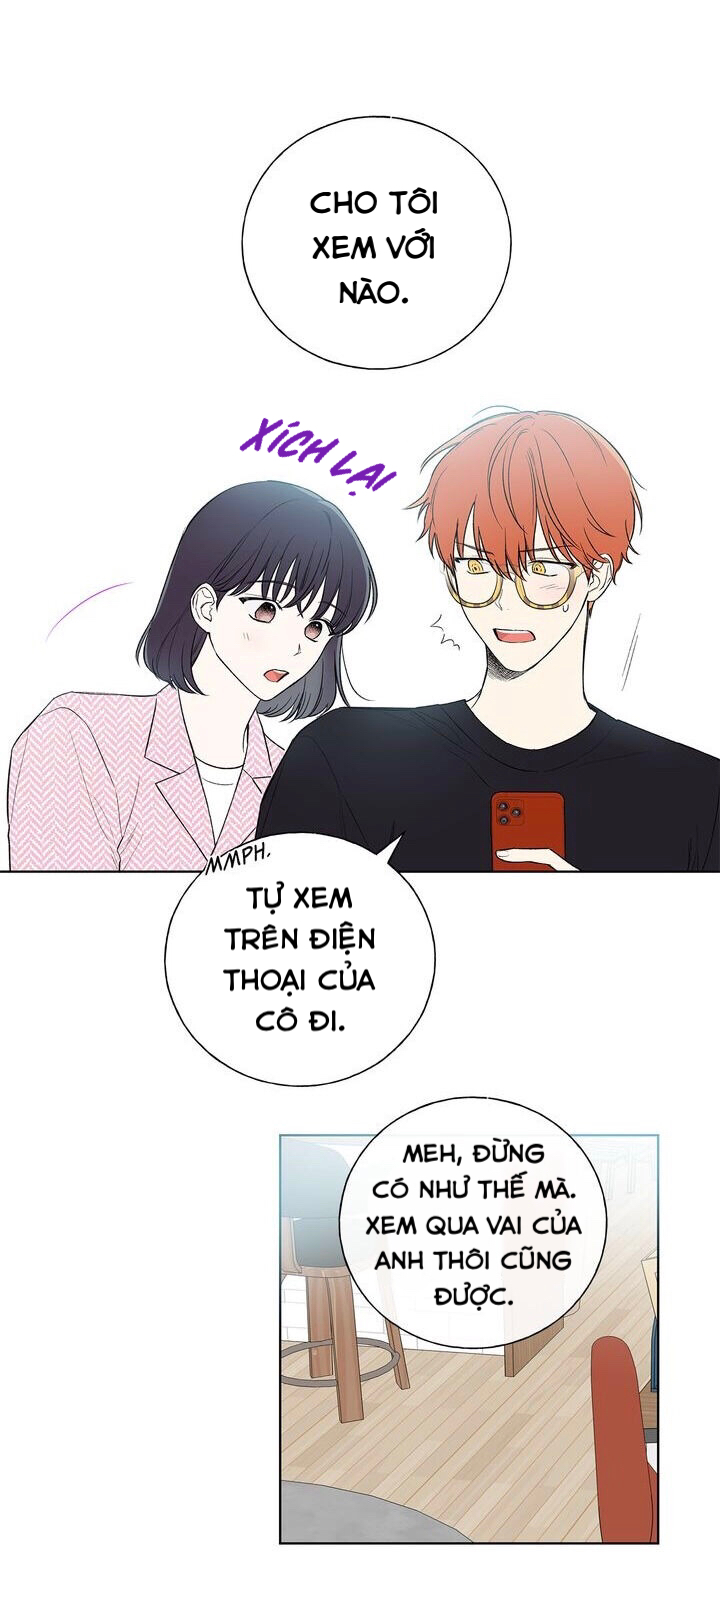 CHO TÔI
XEM VỚI
NÀO.
XÍCH LẠI
MMPH.
TỰ XEM
TRÊN ĐIỆN
THOẠI CỦA
CÔ ĐI.
MEH, ĐỪNG
CÓ NHƯ THẾ MÀ.
XEM QUA VAI CỦA
ANH THÔI CŨNG
ĐƯỢC.